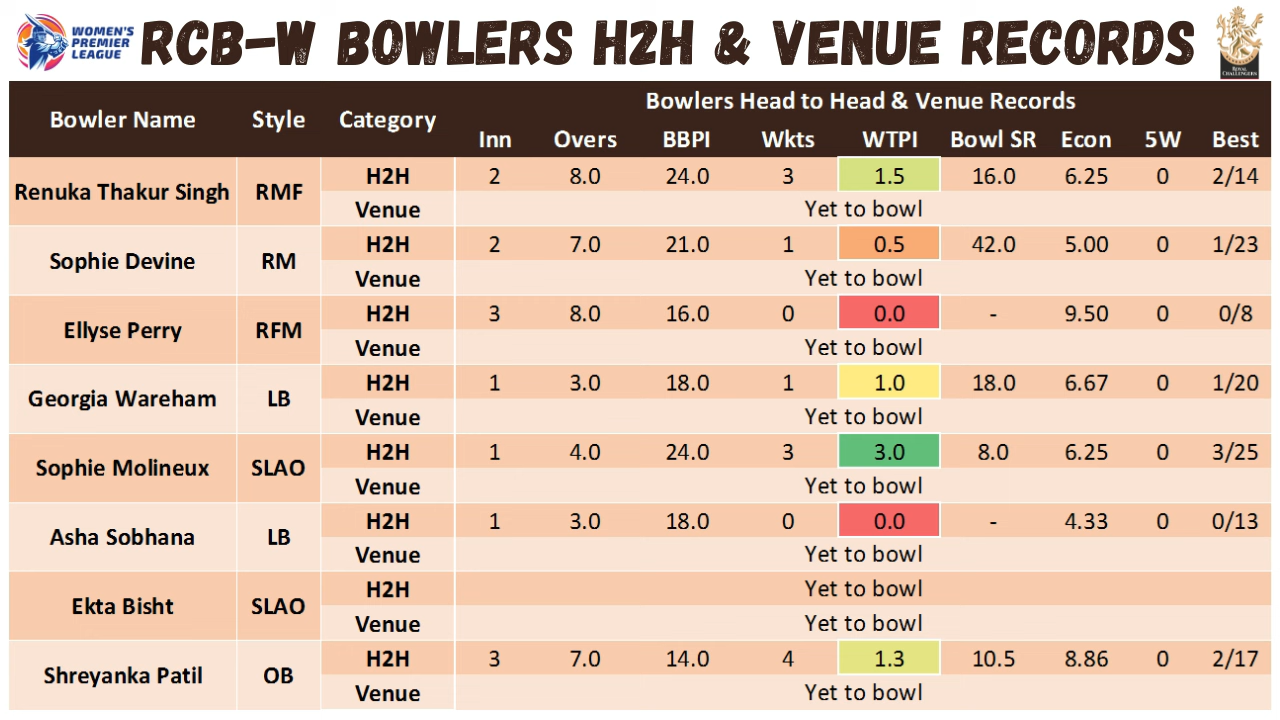 WOMEN'S
PREMIER
LEAGUE
RCB-W BOWLERS H2H & VENUE RECORDS
ROYAL
CHALLENGERS
Bowler Name Style Category Bowlers Head to Head & Venue Records
Inn Overs BBPI Wkts WTPI Bowl SR Econ 5W Best
Renuka Thakur Singh RMF H2H 2 8.0 24.0 3 1.5 16.0 6.25 0 2/14
Venue Yet to bowl
Sophie Devine RM H2H 2 7.0 21.0 1 0.5 42.0 5.00 0 1/23
Venue Yet to bowl
Ellyse Perry RFM H2H 3 8.0 16.0 0 0.0 - 9.50 0 0/8
Venue Yet to bowl
Georgia Wareham LB H2H 1 3.0 18.0 1 1.0 18.0 6.67 0 1/20
Venue Yet to bowl
Sophie Molineux SLAO H2H 1 4.0 24.0 3 3.0 8.0 6.25 0 3/25
Venue Yet to bowl
Asha Sobhana LB H2H 1 3.0 18.0 0 0.0 - 4.33 0 0/13
Venue Yet to bowl
Ekta Bisht SLAO H2H Yet to bowl
Venue Yet to bowl
Shreyanka Patil OB H2H 3 7.0 14.0 4 1.3 10.5 8.86 0 2/17
Venue Yet to bowl